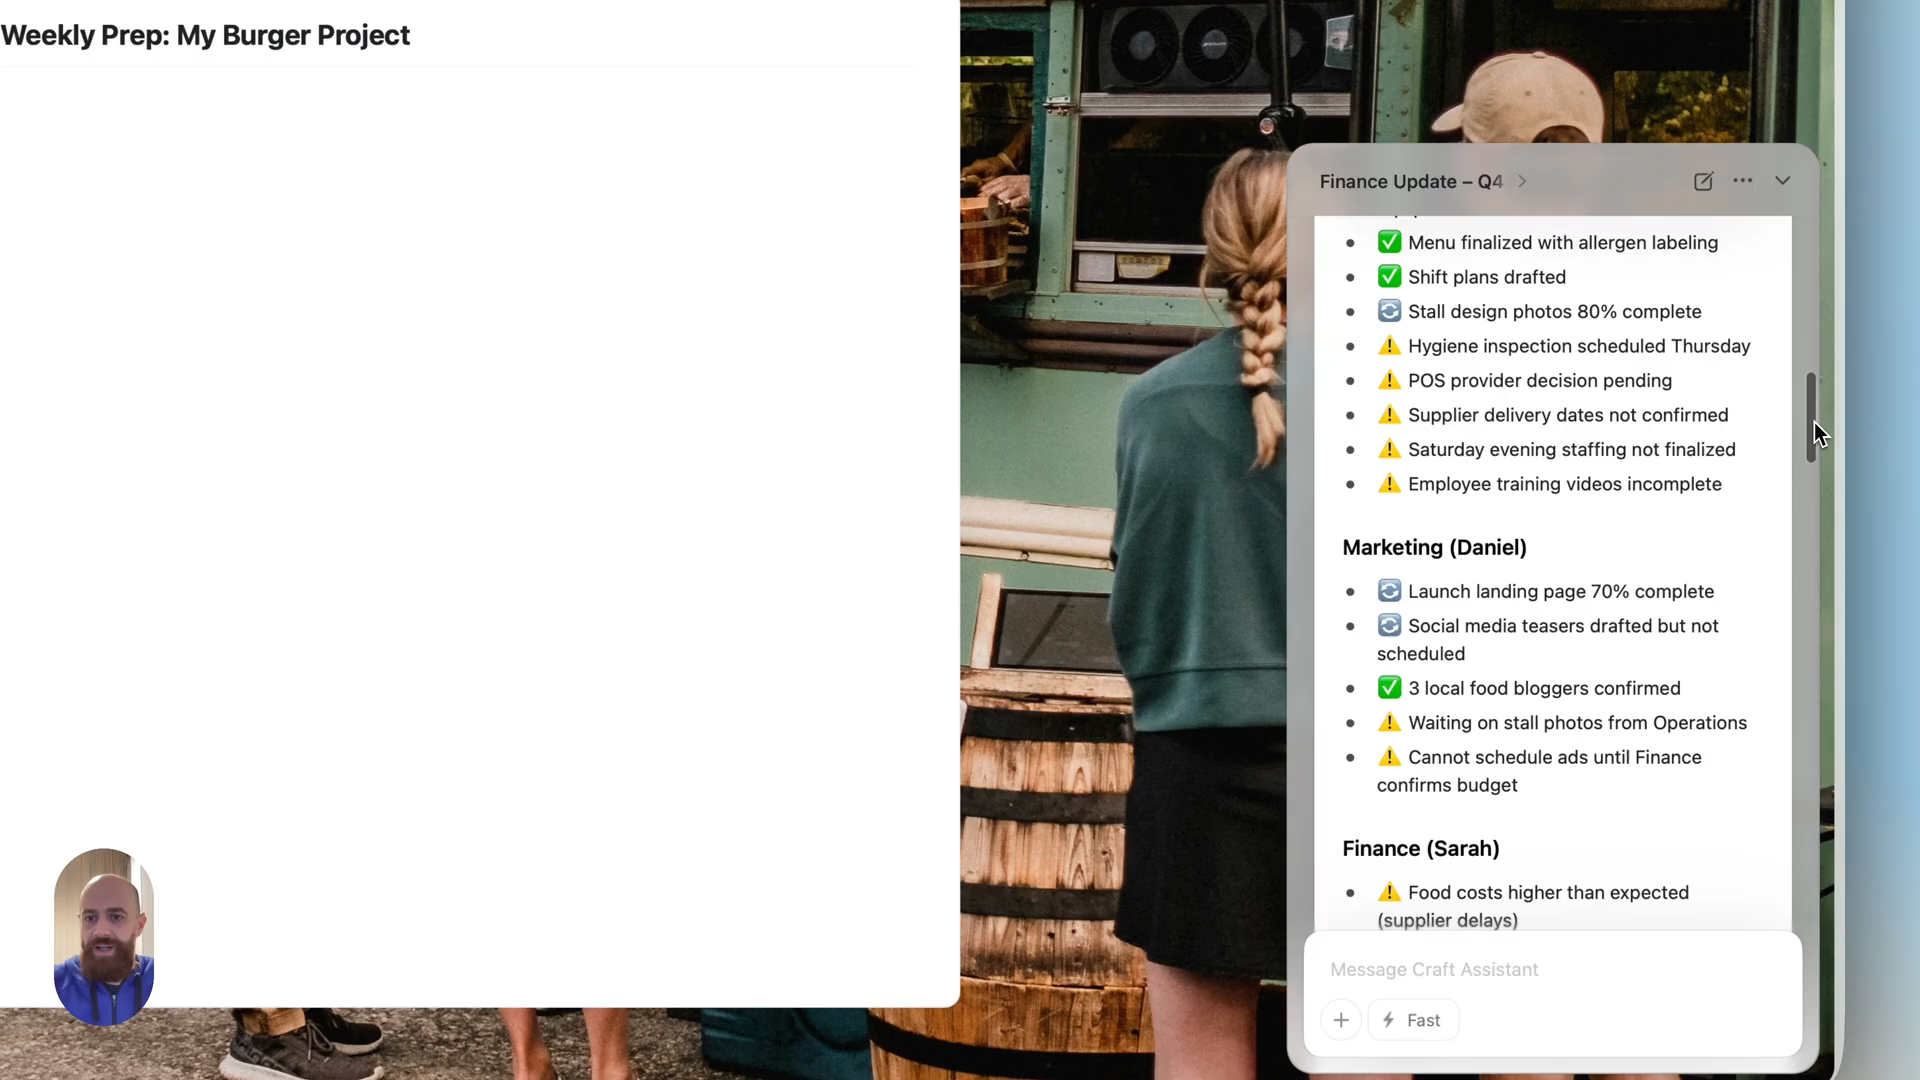 Weekly Prep: My Burger Project
Finance Update – Q4
✅ Menu finalized with allergen labeling
✅ Shift plans drafted
🔄 Stall design photos 80% complete
⚠️ Hygiene inspection scheduled Thursday
⚠️ POS provider decision pending
⚠️ Supplier delivery dates not confirmed
⚠️ Saturday evening staffing not finalized
⚠️ Employee training videos incomplete
Marketing (Daniel)
🔄 Launch landing page 70% complete
🔄 Social media teasers drafted but not
scheduled
✅ 3 local food bloggers confirmed
⚠️ Waiting on stall photos from Operations
⚠️ Cannot schedule ads until Finance
confirms budget
Finance (Sarah)
⚠️ Food costs higher than expected
(supplier delays)
Message Craft Assistant
Fast